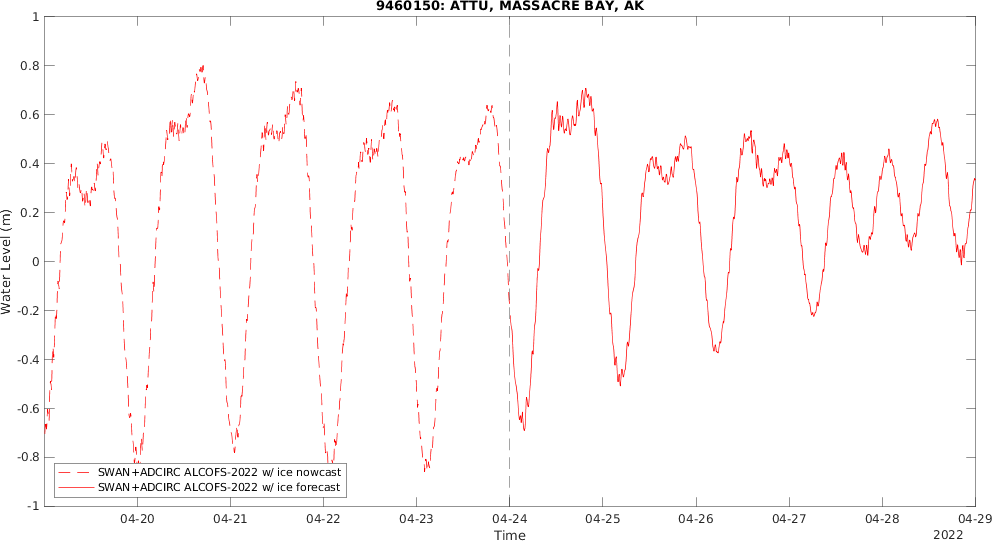 9460150: ATTU, MASSACRE BAY, AK
1
0.8
0.6
0.4
0.2
0
-0.2
-0.4
-0.6
-0.8
-1
Water Level (m)
SWAN+ADCIRC ALCOFS-2022 w/ ice nowcast
SWAN+ADCIRC ALCOFS-2022 w/ ice forecast
04-20 04-21 04-22 04-23 04-24 04-25 04-26 04-27 04-28 04-29
Time
2022